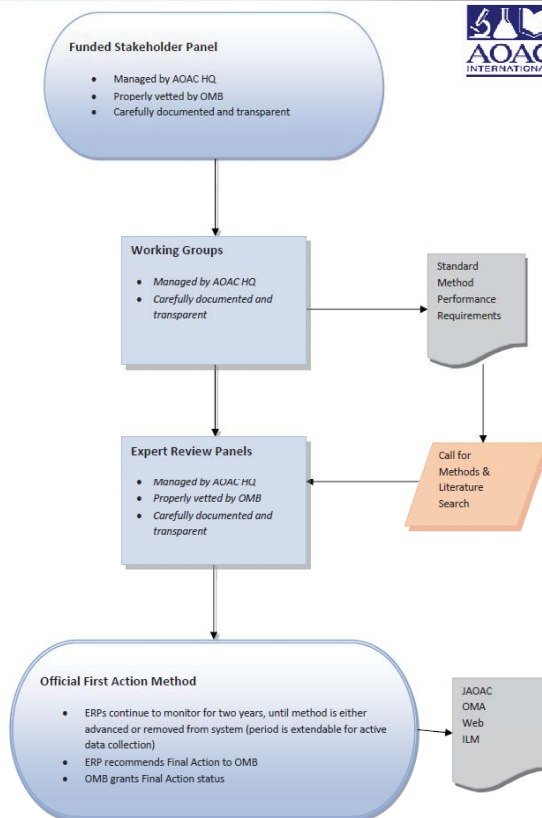 AOAC
INTERNATIONAL
Funded Stakeholder Panel
• Managed by AOAC HQ
• Properly vetted by OMB
• Carefully documented and transparent
Working Groups
• Managed by AOAC HQ
• Carefully documented and
transparent
Standard
Method
Performance
Requirements
Expert Review Panels
• Managed by AOAC HQ
• Properly vetted by OMB
• Carefully documented and
transparent
Call for
Methods &
Literature
Search
Official First Action Method
• ERPs continue to monitor for two years, until method is either
advanced or removed from system (period is extendable for active
data collection)
• ERP recommends Final Action to OMB
• OMB grants Final Action status
JAOAC
OMA
Web
ILM